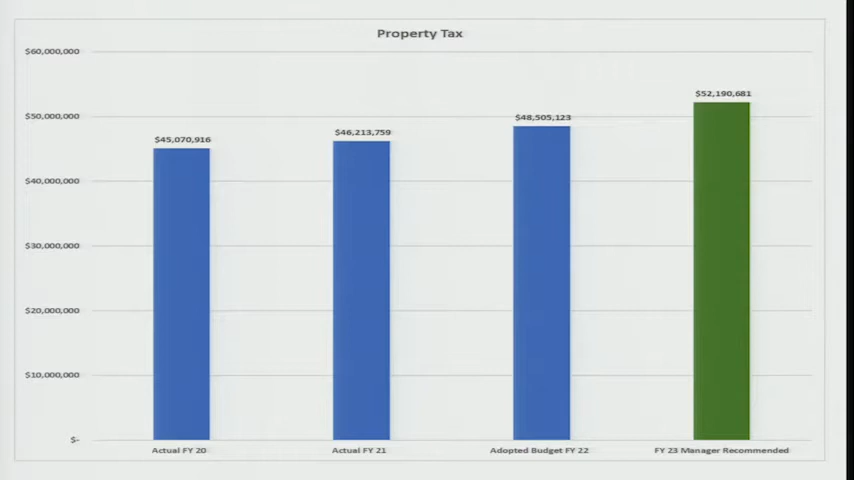 Property Tax
$60,000,000
$52,190,681
$50,000,000
$48,505,123
$46,213,759
$45,070,916
$40,000,000
$30,000,000
$20,000,000
$10,000,000
$-
Actual FY 20
Actual FY 21
Adopted Budget FY 22
FY 23 Manager Recommended